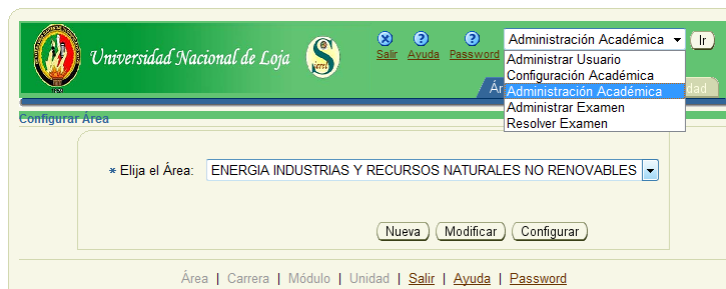 Universidad Nacional de Loja
Salir Ayuda Password
Administración Académica Ir
Administrar Usuario
Configuración Académica
Administración Académica
Administrar Examen
Resolver Examen
Configurar Área
* Elija el Área: ENERGIA INDUSTRIAS Y RECURSOS NATURALES NO RENOVABLES
Nueva Modificar Configurar
Área | Carrera | Módulo | Unidad | Salir | Ayuda | Password